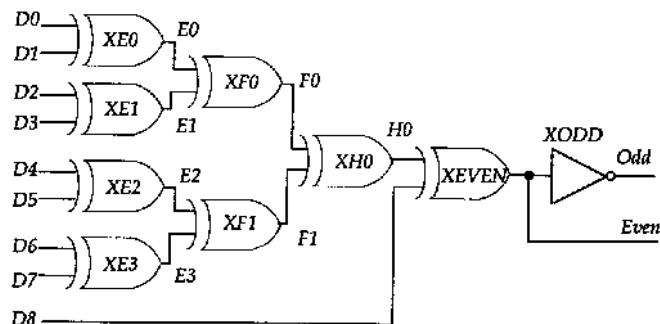 D0
D1
XE0
E0
D2
D3
XE1
E1
XF0
F0
D4
D5
XE2
E2
D6
D7
XE3
E3
XF1
F1
XH0
H0
D8
XEVEN
XODD
Odd
Even